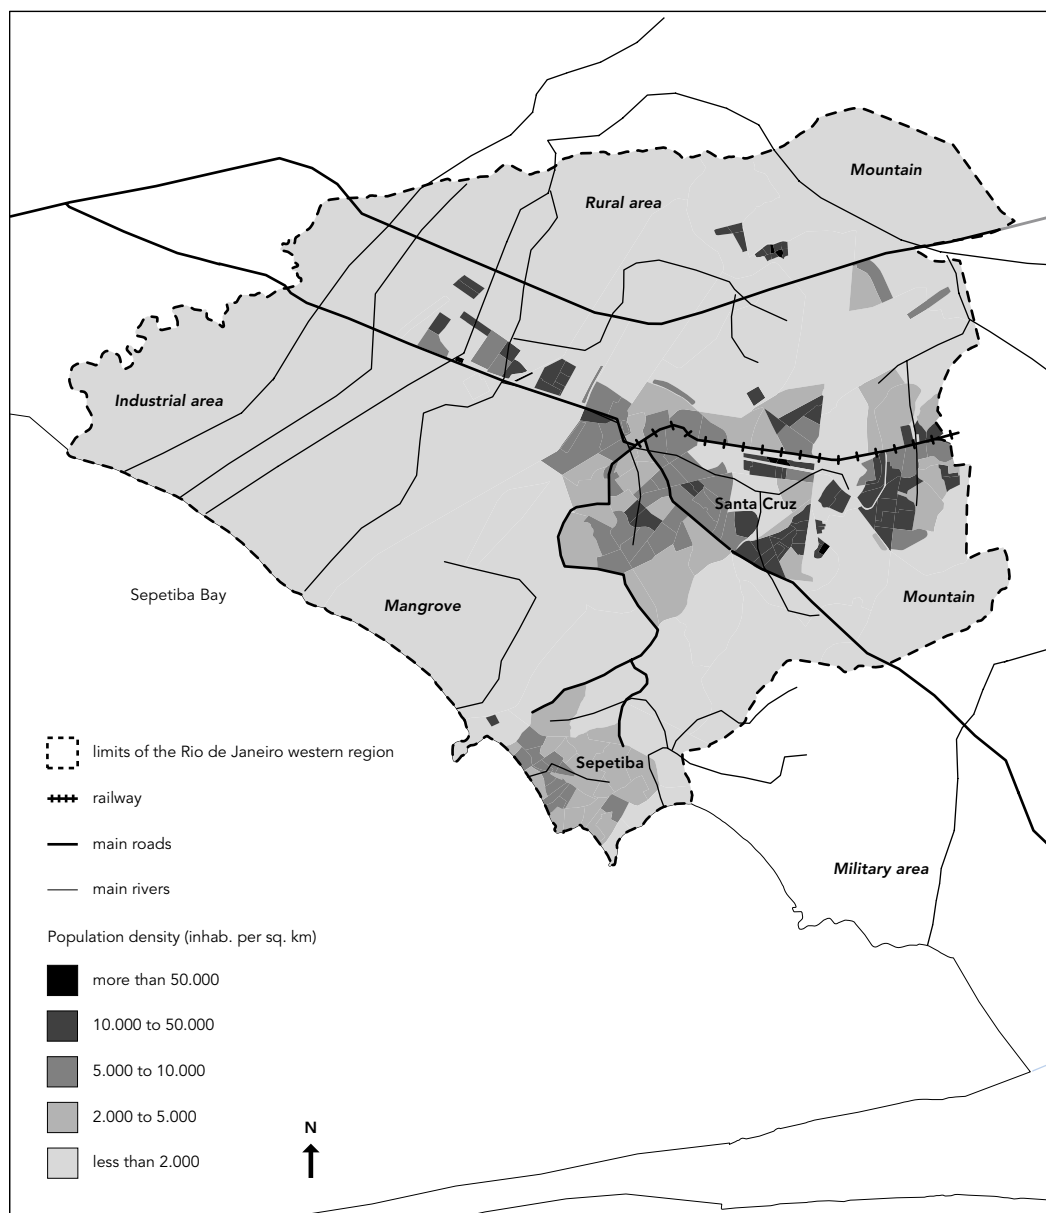 Mountain
Rural area
Industrial area
Santa Cruz
Sepetiba Bay
Mangrove
Mountain
Sepetiba
Military area
limits of the Rio de Janeiro western region
railway
main roads
main rivers
Population density (inhab. per sq. km)
more than 50.000
10.000 to 50.000
5.000 to 10.000
2.000 to 5.000
less than 2.000
N